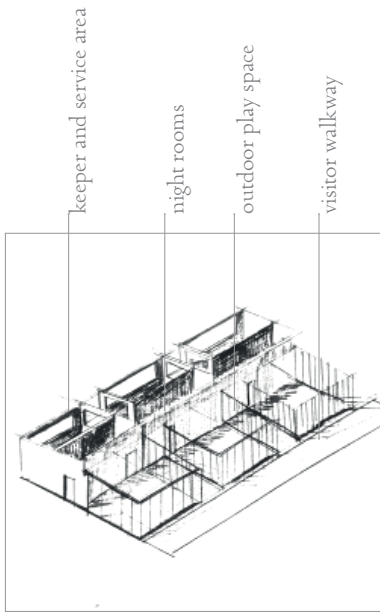 keeper and service area
night rooms
outdoor play space
visitor walkway